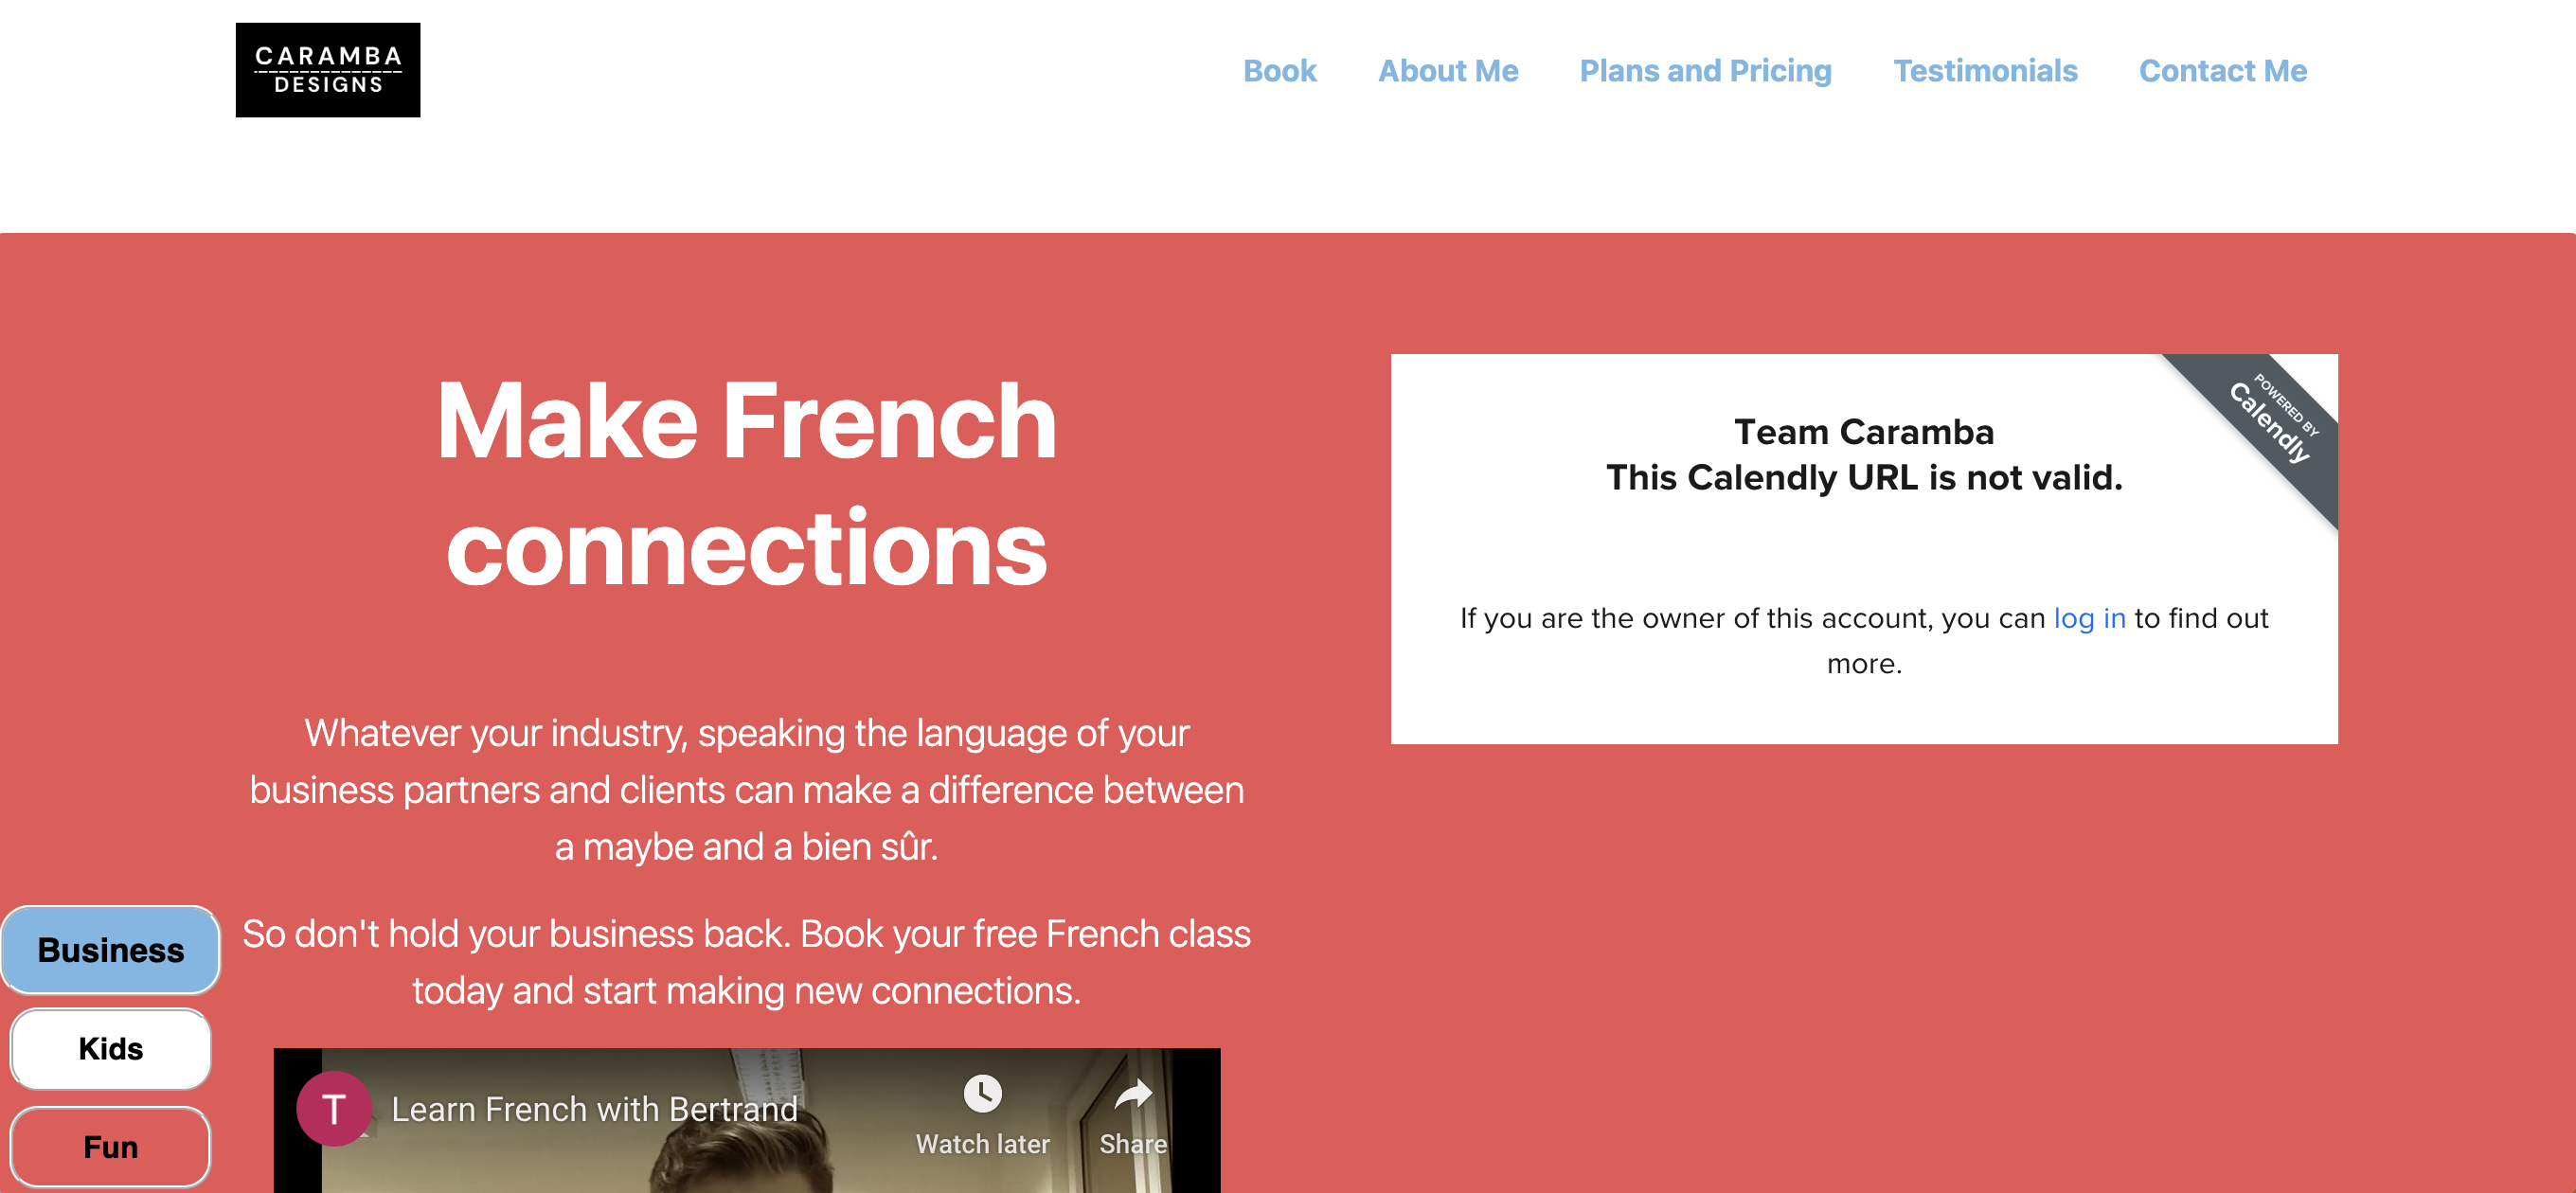 CARAMBA
DESIGNS
Book
About Me
Plans and Pricing
Testimonials
Contact Me
Make French
connections
Whatever your industry, speaking the language of your
business partners and clients can make a difference between
a maybe and a bien sûr.
So don't hold your business back. Book your free French class
today and start making new connections.
POWERED BY
Calendly
Team Caramba
This Calendly URL is not valid.
If you are the owner of this account, you can log in to find out
more.
Business
Kids
Fun
T
Learn French with Bertrand
Watch later
Share